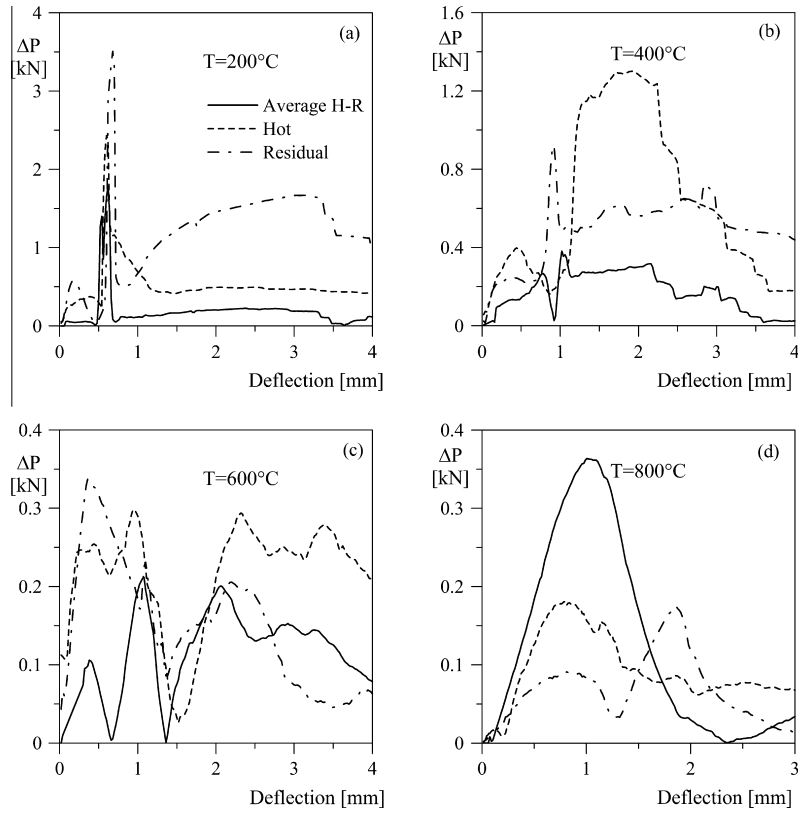 4
ΔP
[kN]
3
2
1
0
(a)
T=200°C
Average H-R
Hot
Residual
0 1 2 3 4
Deflection [mm]
1.6
ΔP
[kN]
1.2
0.8
0.4
0
(b)
T=400°C
0 1 2 3 4
Deflection [mm]
0.4
ΔP
[kN]
0.3
0.2
0.1
0
(c)
T=600°C
0 1 2 3 4
Deflection [mm]
0.4
ΔP
[kN]
0.3
0.2
0.1
0
(d)
T=800°C
0 1 2 3
Deflection [mm]